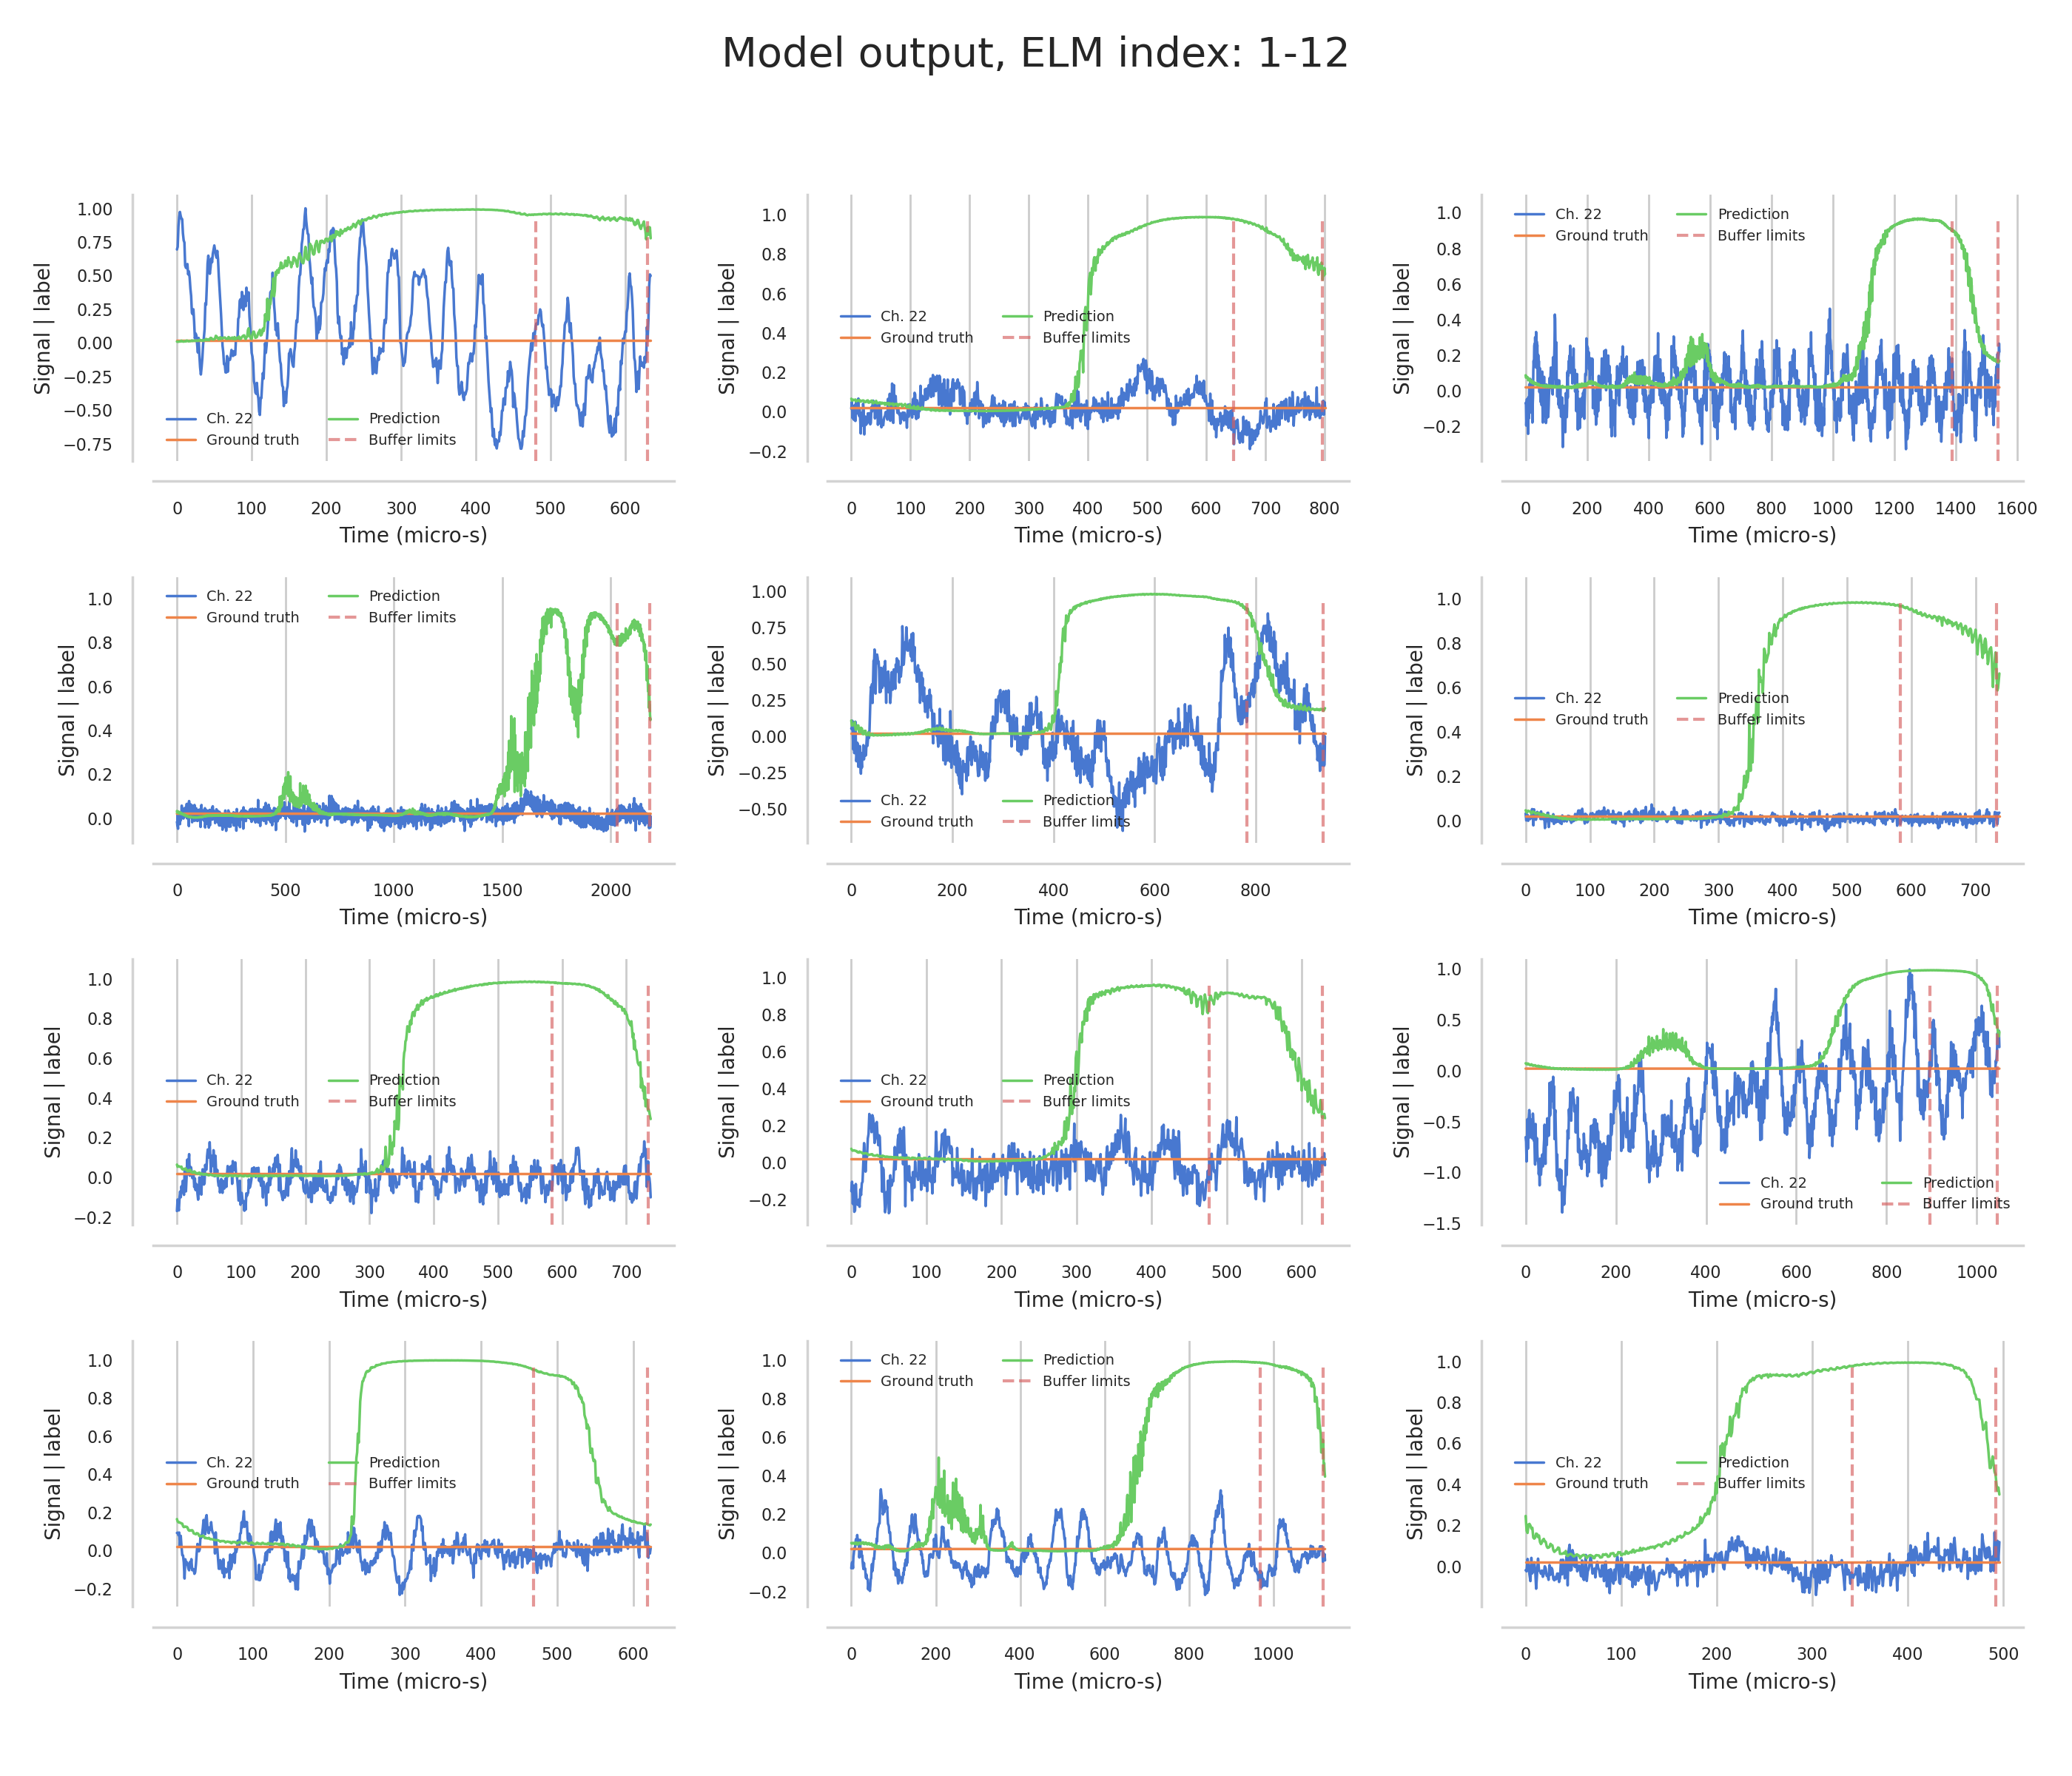 Model output, ELM index: 1-12
Signal | label
1.00
0.75
0.50
0.25
0.00
−0.25
−0.50
−0.75
Ch. 22 Prediction
Ground truth Buffer limits
0 100 200 300 400 500 600
Time (micro-s)
Signal | label
1.0
0.8
0.6
0.4
0.2
0.0
−0.2
Ch. 22 Prediction
Ground truth Buffer limits
0 100 200 300 400 500 600 700 800
Time (micro-s)
Signal | label
1.0
0.8
0.6
0.4
0.2
0.0
−0.2
Ch. 22 Prediction
Ground truth Buffer limits
0 200 400 600 800 1000 1200 1400 1600
Time (micro-s)
Signal | label
1.0
0.8
0.6
0.4
0.2
0.0
Ch. 22 Prediction
Ground truth Buffer limits
0 500 1000 1500 2000
Time (micro-s)
Signal | label
1.00
0.75
0.50
0.25
0.00
−0.25
−0.50
Ch. 22 Prediction
Ground truth Buffer limits
0 200 400 600 800
Time (micro-s)
Signal | label
1.0
0.8
0.6
0.4
0.2
0.0
Ch. 22 Prediction
Ground truth Buffer limits
0 100 200 300 400 500 600 700
Time (micro-s)
Signal | label
1.0
0.8
0.6
0.4
0.2
0.0
−0.2
Ch. 22 Prediction
Ground truth Buffer limits
0 100 200 300 400 500 600 700
Time (micro-s)
Signal | label
1.0
0.8
0.6
0.4
0.2
0.0
−0.2
Ch. 22 Prediction
Ground truth Buffer limits
0 100 200 300 400 500 600
Time (micro-s)
Signal | label
1.0
0.5
0.0
−0.5
−1.0
−1.5
Ch. 22 Prediction
Ground truth Buffer limits
0 200 400 600 800 1000
Time (micro-s)
Signal | label
1.0
0.8
0.6
0.4
0.2
0.0
−0.2
Ch. 22 Prediction
Ground truth Buffer limits
0 100 200 300 400 500 600
Time (micro-s)
Signal | label
1.0
0.8
0.6
0.4
0.2
0.0
−0.2
Ch. 22 Prediction
Ground truth Buffer limits
0 200 400 600 800 1000
Time (micro-s)
Signal | label
1.0
0.8
0.6
0.4
0.2
0.0
Ch. 22 Prediction
Ground truth Buffer limits
0 100 200 300 400 500
Time (micro-s)